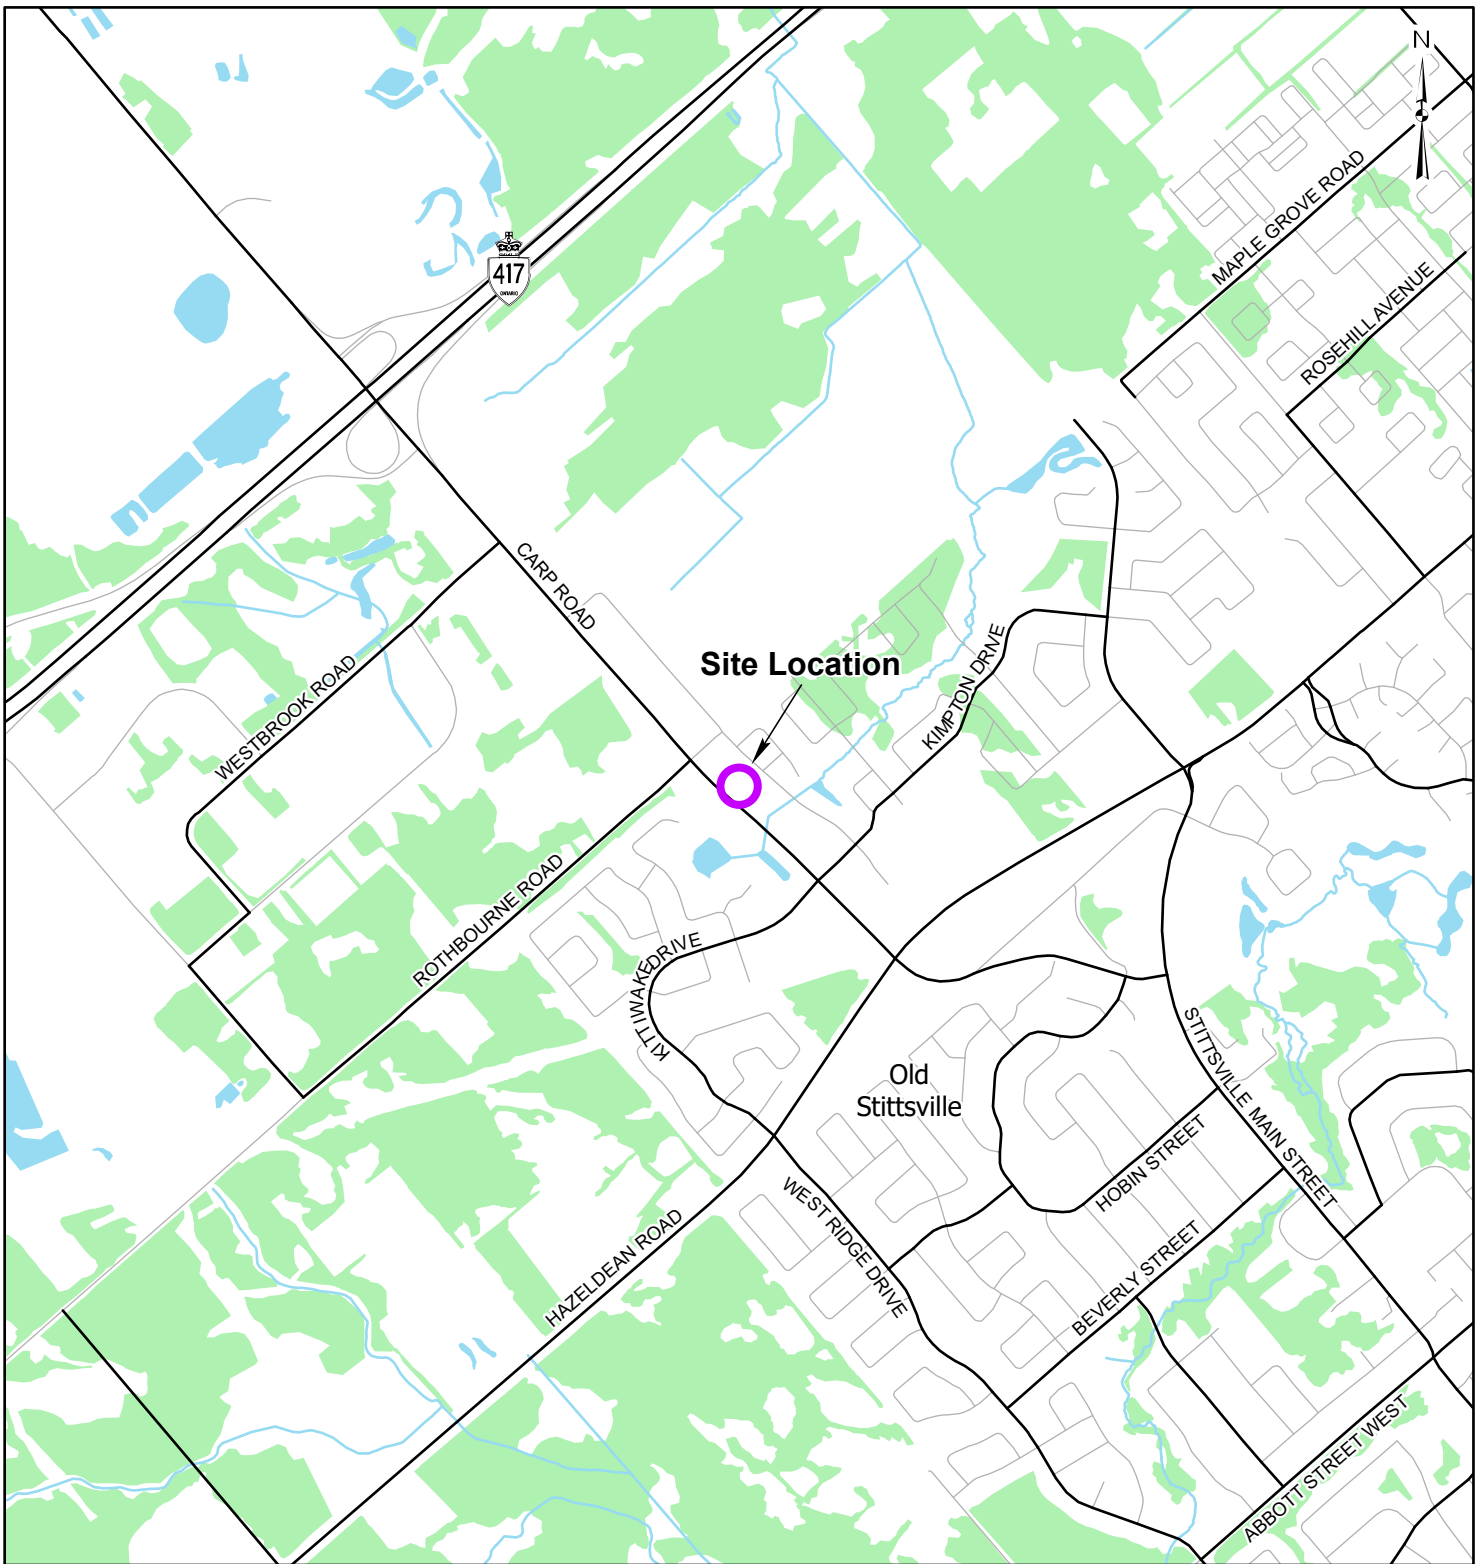 N
MAPLE GROVE ROAD
417
ONTARIO
ROSEHILL AVENUE
CARP ROAD
Site Location
KIMPTON DRIVE
WESTBROOK ROAD
ROTHBOURNE ROAD
KITTIWAKE DRIVE
Old
Stittsville
STITTSVILLE MAIN STREET
HOBIN STREET
WEST RIDGE DRIVE
HAZELDEAN ROAD
BEVERLY STREET
ABBOTT STREET WEST